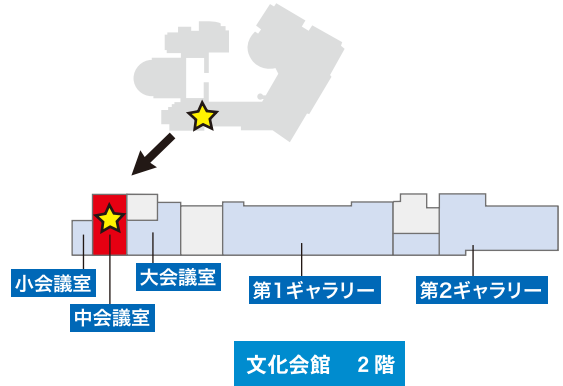 小会議室
中会議室
大会議室
第1ギャラリー
第2ギャラリー
文化会館　２階